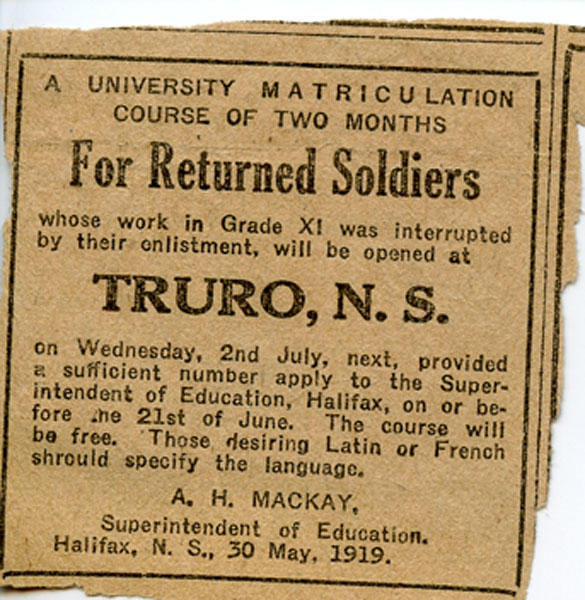 A UNIVERSITY MATRICULATION
COURSE OF TWO MONTHS
For Returned Soldiers
whose work in Grade XI was interrupted
by their enlistment, will be opened at
TRURO, N. S.
on Wednesday, 2nd July, next, provided
a sufficient number apply to the Super-
intendent of Education, Halifax, on or be-
fore the 21st of June. The course will
be free. Those desiring Latin or French
shrould specify the language.
A. H. MACKAY,
Superintendent of Education.
Halifax, N. S., 30 May, 1919.